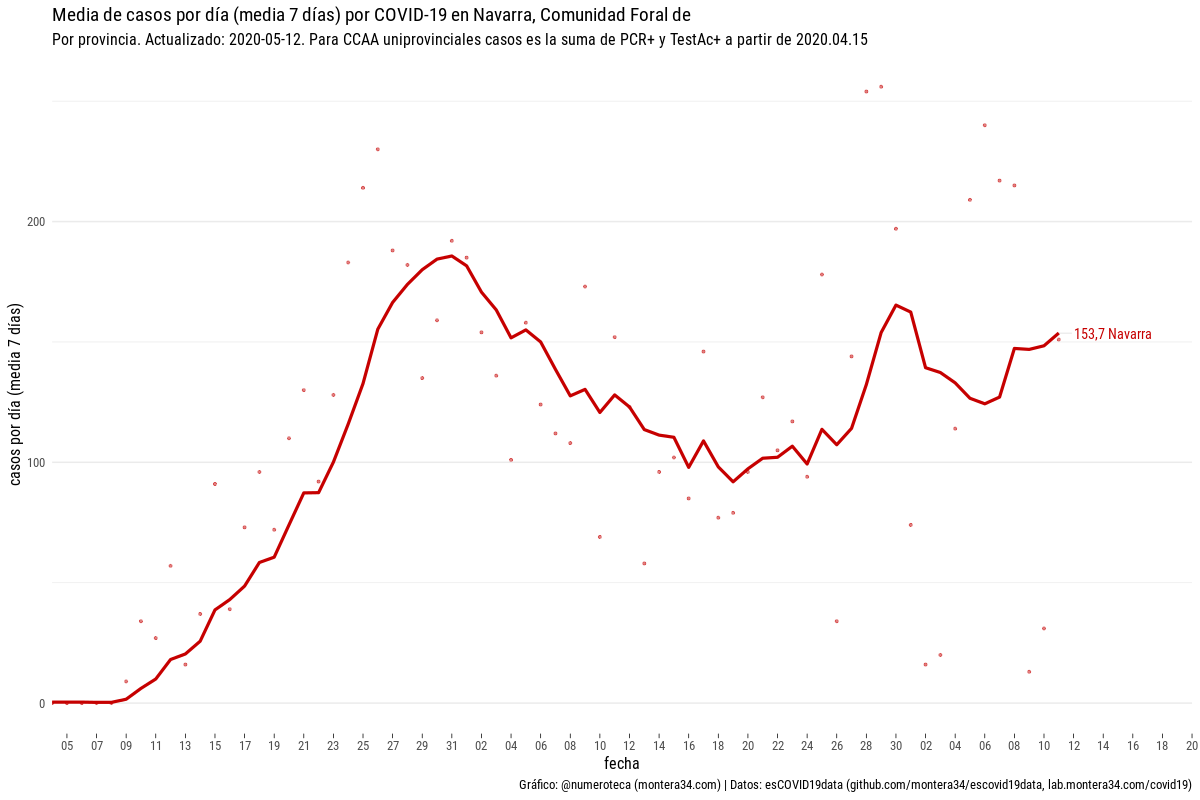 Media de casos por día (media 7 días) por COVID-19 en Navarra, Comunidad Foral de
Por provincia. Actualizado: 2020-05-12. Para CCAA uniprovinciales casos es la suma de PCR+ y TestAc+ a partir de 2020.04.15
casos por día (media 7 días)
200
100
0
153,7 Navarra
05 07 09 11 13 15 17 19 21 23 25 27 29 31 02 04 06 08 10 12 14 16 18 20 22 24 26 28 30 02 04 06 08 10 12 14 16 18 20
fecha
Gráfico: @numeroteca (montera34.com) | Datos: esCOVID19data (github.com/montera34/escovid19data, lab.montera34.com/covid19)